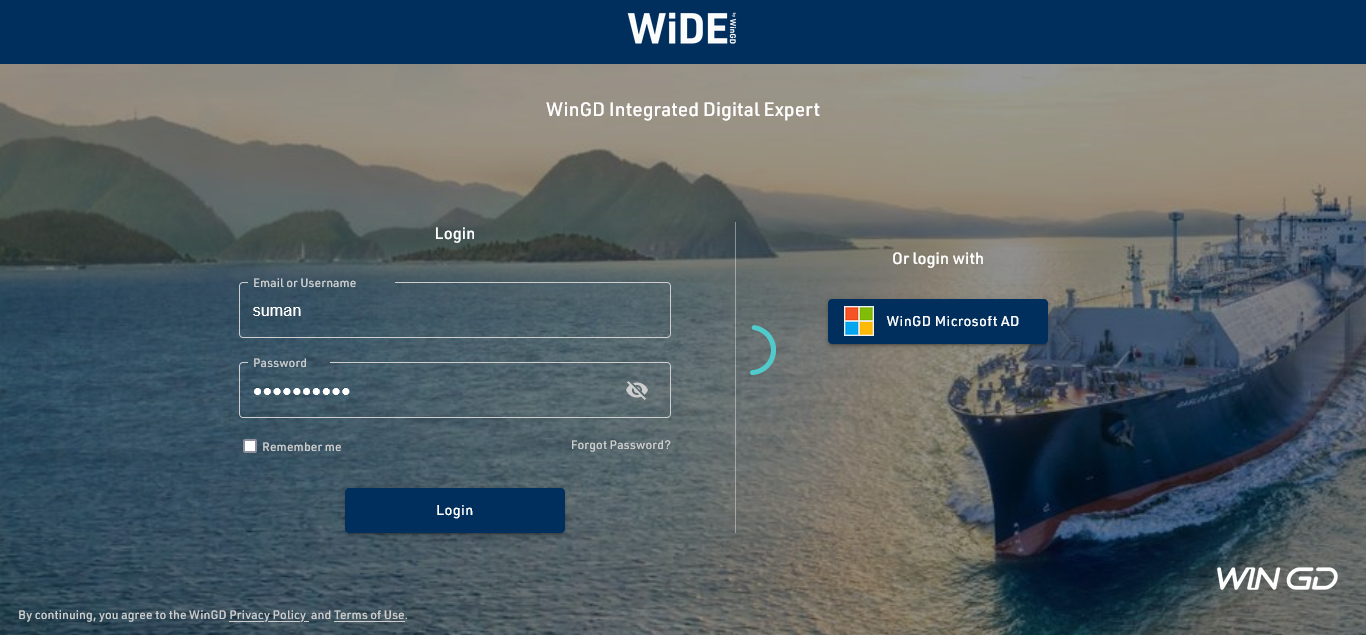 WiDE by WinGD
WinGD Integrated Digital Expert
Login
Email or Username
suman
Password
••••••••••
Remember me
Forgot Password?
Login
Or login with
WinGD Microsoft AD
WIN GD
By continuing, you agree to the WinGD Privacy Policy and Terms of Use.